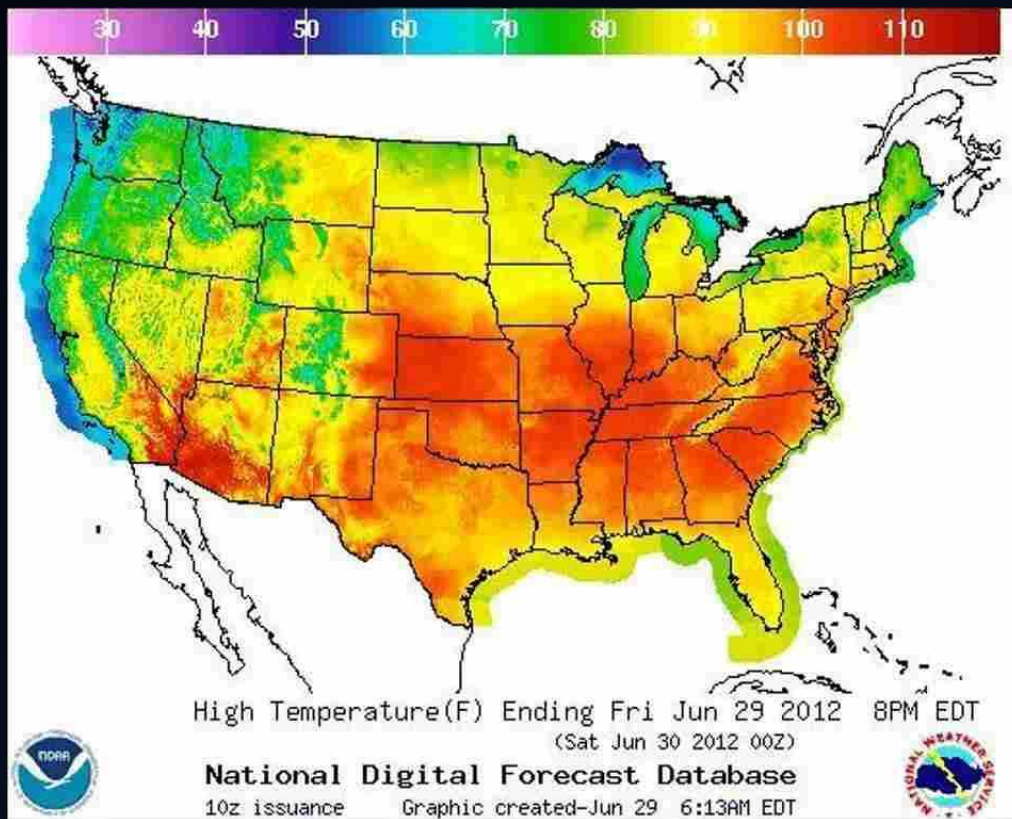 30 40 50 60 70 80 90 100 110
High Temperature(F) Ending Fri Jun 29 2012 8PM EDT
(Sat Jun 30 2012 00Z)
National Digital Forecast Database
10z issuance Graphic created-Jun 29 6:13AM EDT
NOAA
NATIONAL WEATHER SERVICE